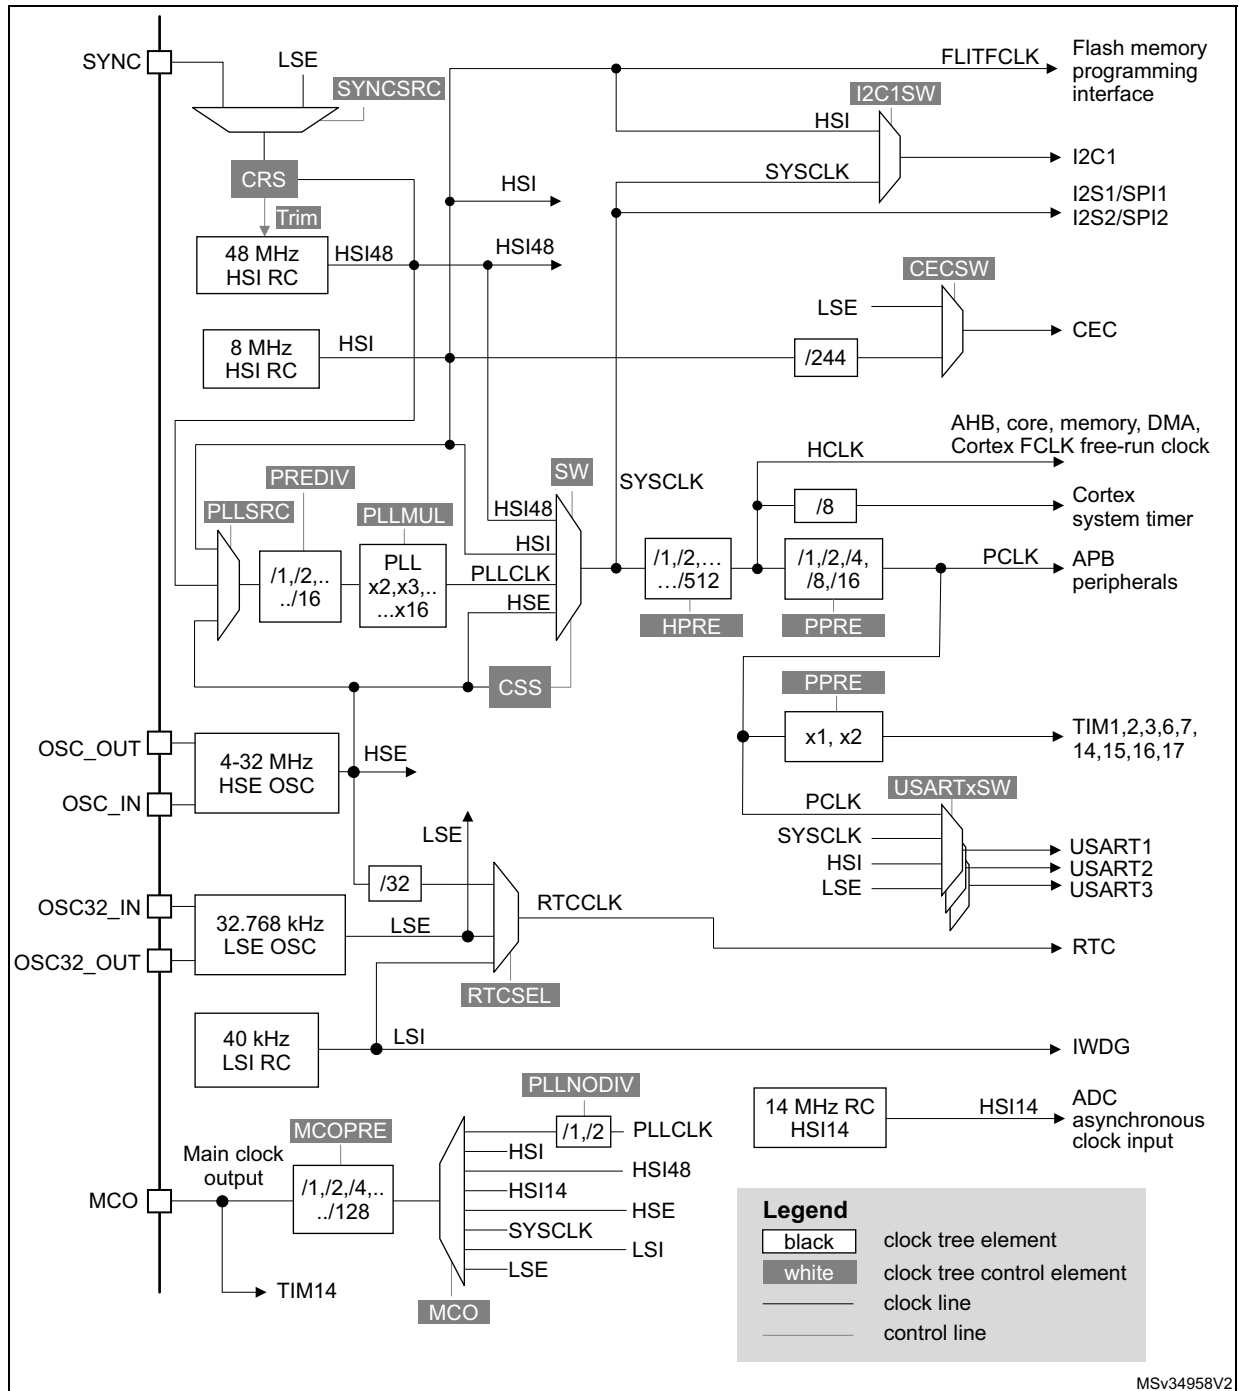 SYNC
LSE
SYNCSRC
CRS
Trim
48 MHz
HSI RC
HSI48
HSI
HSI48
8 MHz
HSI RC
HSI
FLITFCLK
Flash memory
programming
interface
I2C1SW
HSI
SYSCLK
I2C1
I2S1/SPI1
I2S2/SPI2
CECSW
LSE
/244
CEC
AHB, core, memory, DMA,
Cortex FCLK free-run clock
HCLK
/8
Cortex
system timer
PLLSRC
PREDIV
/1,/2,..
../16
PLLMUL
PLL
x2,x3,..
...x16
SW
HSI48
HSI
PLLCLK
HSE
SYSCLK
/1,/2,…
…/512
HPRE
/1,/2,/4,
/8,/16
PPRE
PCLK
APB
peripherals
CSS
PPRE
x1, x2
TIM1,2,3,6,7,
14,15,16,17
OSC_OUT
OSC_IN
4-32 MHz
HSE OSC
HSE
USARTxSW
PCLK
SYSCLK
HSI
LSE
USART1
USART2
USART3
LSE
/32
OSC32_IN
OSC32_OUT
32.768 kHz
LSE OSC
LSE
RTCCLK
RTC
RTCSEL
40 kHz
LSI RC
LSI
IWDG
PLLNODIV
/1,/2
PLLCLK
HSI
HSI48
HSI14
HSE
SYSCLK
LSI
LSE
MCO
14 MHz RC
HSI14
HSI14
ADC
asynchronous
clock input
MCOPRE
Main clock
output
/1,/2,/4,..
../128
MCO
TIM14
Legend
black
clock tree element
white
clock tree control element
clock line
control line
MSv34958V2